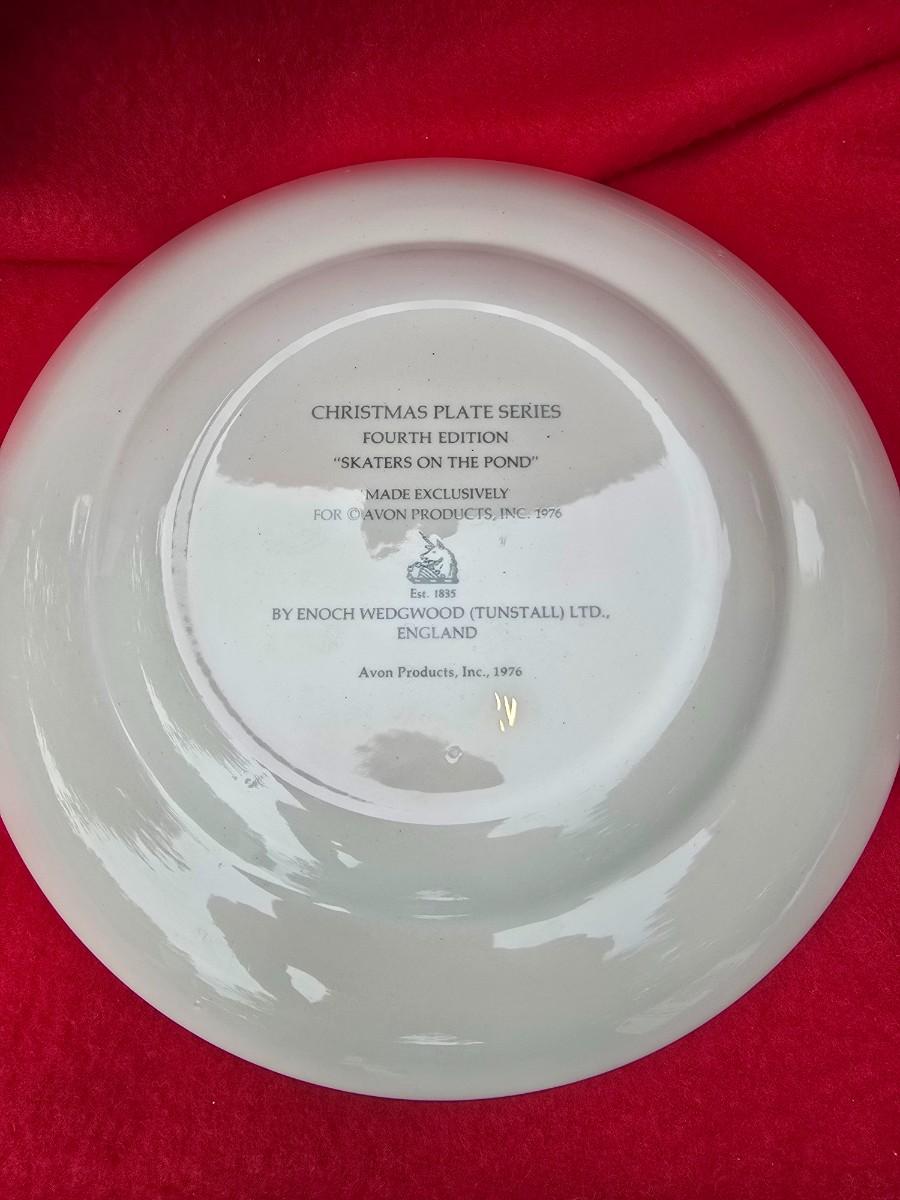 CHRISTMAS PLATE SERIES
FOURTH EDITION
“SKATERS ON THE POND”
MADE EXCLUSIVELY
FOR © AVON PRODUCTS, INC. 1976
Est. 1835
BY ENOCH WEDGWOOD (TUNSTALL) LTD.,
ENGLAND
Avon Products, Inc., 1976